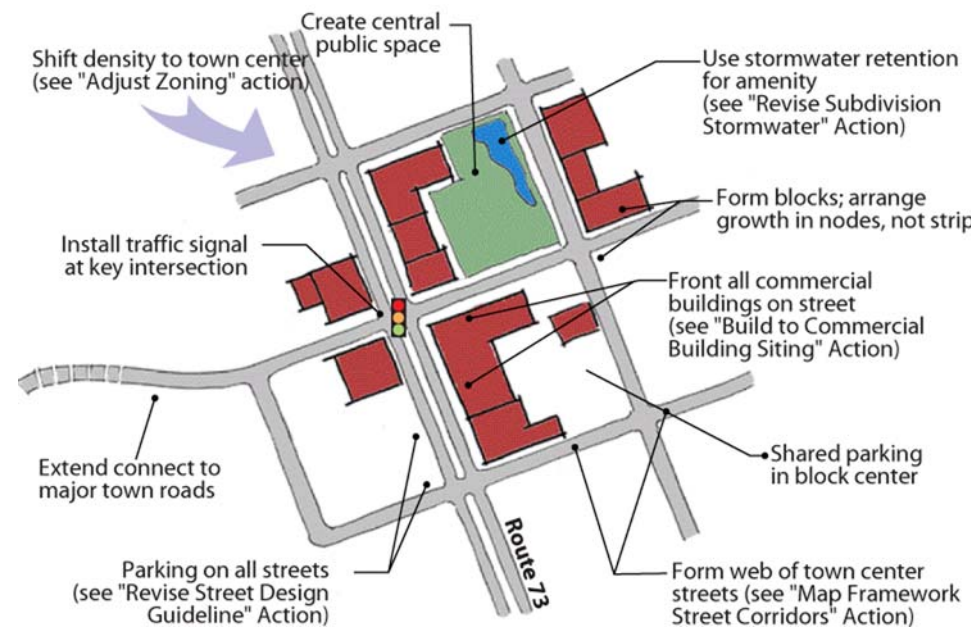 Create central
public space
Shift density to town center
(see "Adjust Zoning" action)
Use stormwater retention
for amenity
(see "Revise Subdivision
Stormwater" Action)
Form blocks; arrange
growth in nodes, not strip
Install traffic signal
at key intersection
Front all commercial
buildings on street
(see "Build to Commercial
Building Siting" Action)
Extend connect to
major town roads
Shared parking
in block center
Route 73
Parking on all streets
(see "Revise Street Design
Guideline" Action)
Form web of town center
streets (see "Map Framework
Street Corridors" Action)